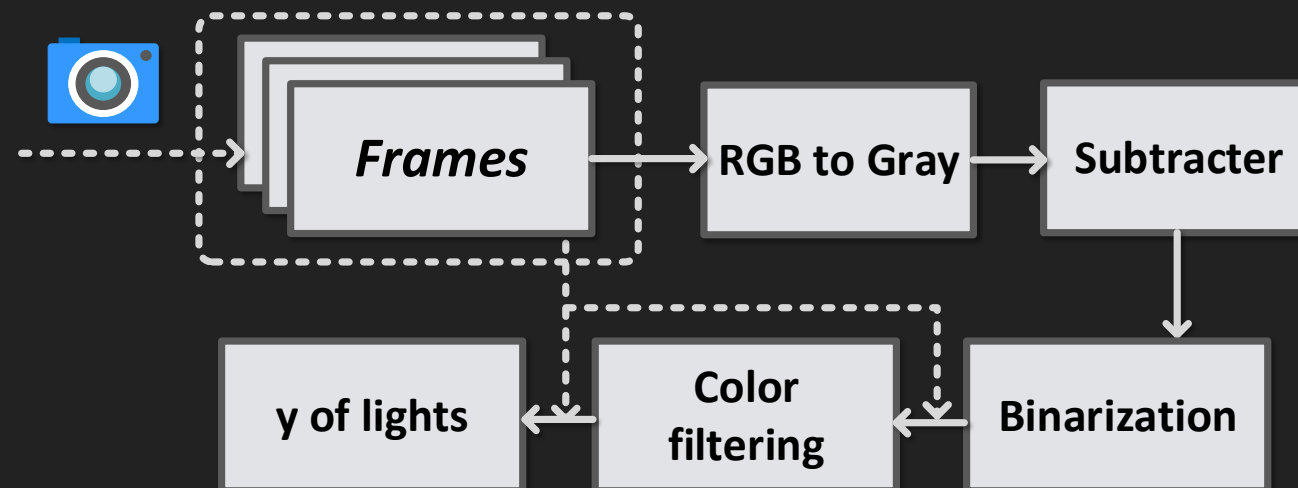 Frames
RGB to Gray
Subtracter
y of lights
Color
filtering
Binarization